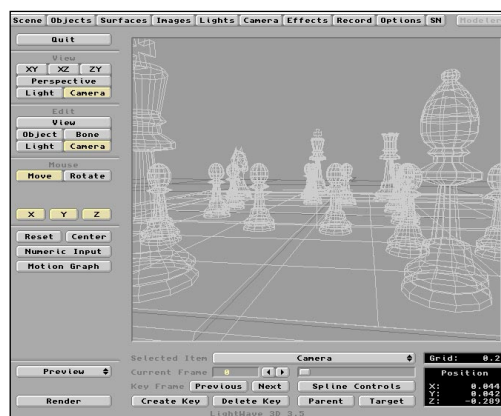 Scene Objects Surfaces Images Lights Camera Effects Record Options SN Modeler
Quit
View
XY XZ ZY
Perspective
Light Camera
Edit
View
Object Bone
Light Camera
Mouse
Move Rotate
X Y Z
Reset Center
Numeric Input
Motion Graph
Preview
Render
Selected Item Camera
Current Frame 0
Key Frame Previous Next Spline Controls
Create Key Delete Key Parent Target
LightWave 3D 3.5
Grid: 0.2
Position
X: 0.044
Y: 0.045
Z: -0.289